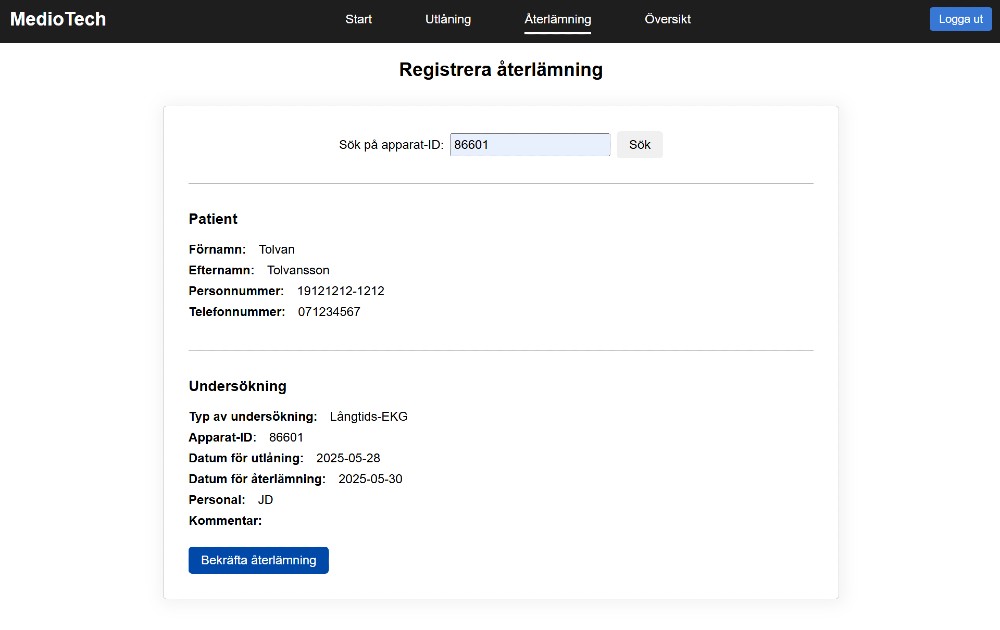 MedioTech Start Utlåning Återlämning Översikt Logga ut
Registrera återlämning
Sök på apparat-ID: 86601 Sök
Patient
Förnamn: Tolvan
Efternamn: Tolvansson
Personnummer: 19121212-1212
Telefonnummer: 071234567
Undersökning
Typ av undersökning: Långtids-EKG
Apparat-ID: 86601
Datum för utlåning: 2025-05-28
Datum för återlämning: 2025-05-30
Personal: JD
Kommentar:
Bekräfta återlämning